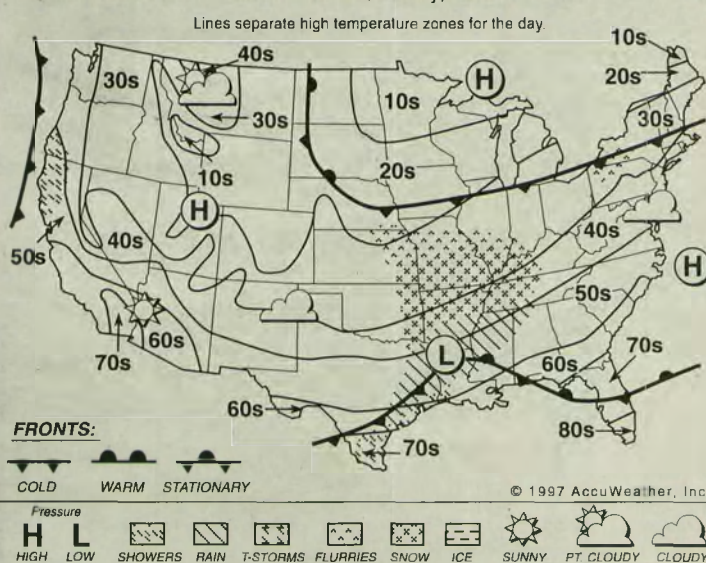 Lines separate high temperature zones for the day.
40s
10s
20s
30s
30s
10s
30s
10s
20s
H
H
40s
50s
40s
H
50s
70s
60s
L
60s
70s
60s
70s
80s
FRONTS:
COLD WARM STATIONARY
© 1997 AccuWeather, Inc
Pressure
H L
HIGH LOW SHOWERS RAIN T-STORMS FLURRIES SNOW ICE SUNNY PT. CLOUDY CLOUDY